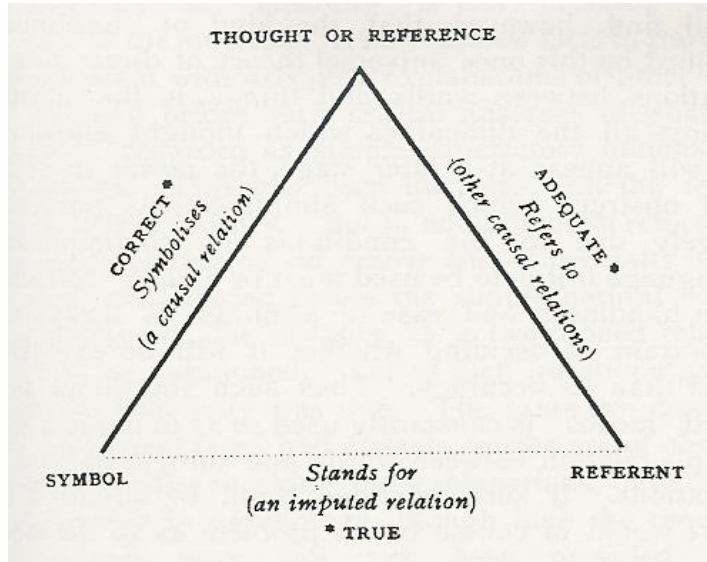 THOUGHT OR REFERENCE
CORRECT*
Symbolises
(a causal relation)
ADEQUATE*
Refers to
(other causal relations)
SYMBOL
Stands for
(an imputed relation)
* TRUE
REFERENT